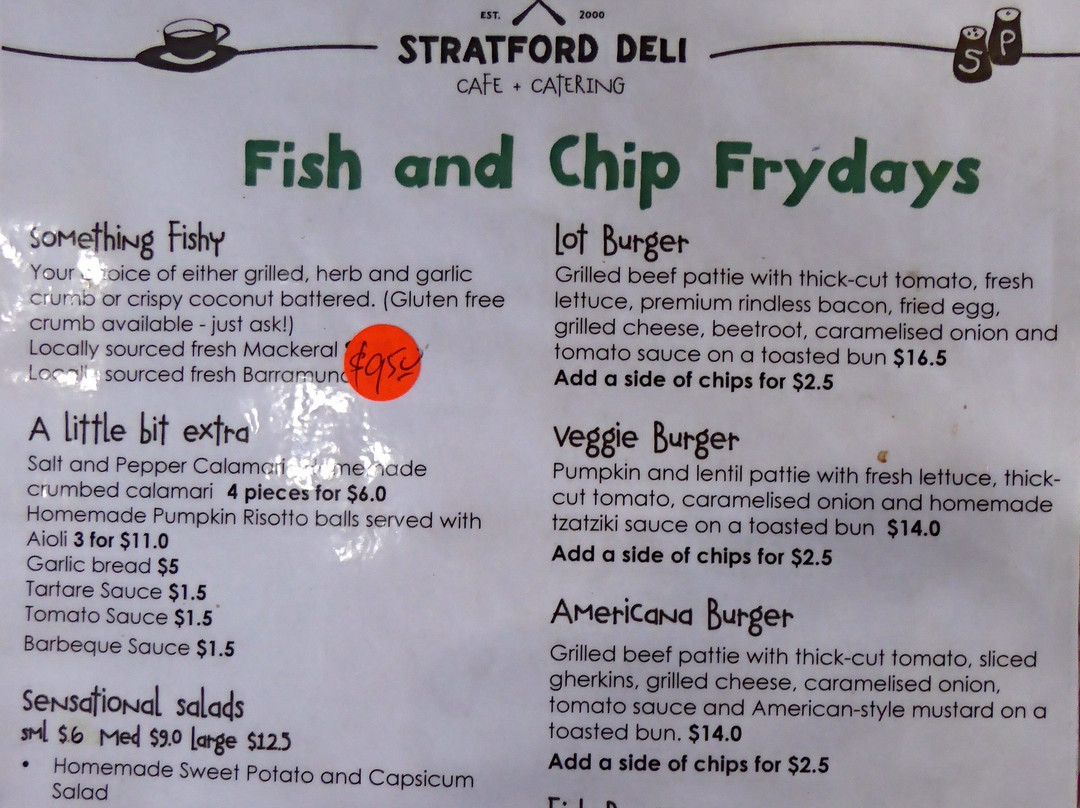 EST. 2000
STRATFORD DELI
CAFE + CATERING
S P
Fish and Chip Frydays
Something Fishy
Your of either grilled, herb and garlic
crumb or crispy coconut battered. (Gluten free
crumb available - just ask!)
Locally sourced fresh Mackeral
sourced fresh
$9.50
A little bit extra
Salt and Pepper Calamari
crumbed calamari 4 pieces for $6.0
Homemade Pumpkin Risotto balls served with
Aioli 3 for $11.0
Garlic bread $5
Tartare Sauce $1.5
Tomato Sauce $1.5
Barbeque Sauce $1.5
Sensational salads
sml $6 Med $9.0 large $12.5
• Homemade Sweet Potato and Capsicum
Salad
Lot Burger
Grilled beef pattie with thick-cut tomato, fresh
lettuce, premium rindless bacon, fried egg,
grilled cheese, beetroot, caramelised onion and
tomato sauce on a toasted bun $16.5
Add a side of chips for $2.5
Veggie Burger
Pumpkin and lentil pattie with fresh lettuce, thick-
cut tomato, caramelised onion and homemade
tzatziki sauce on a toasted bun $14.0
Add a side of chips for $2.5
Americana Burger
Grilled beef pattie with thick-cut tomato, sliced
gherkins, grilled cheese, caramelised onion,
tomato sauce and American-style mustard on a
toasted bun. $14.0
Add a side of chips for $2.5